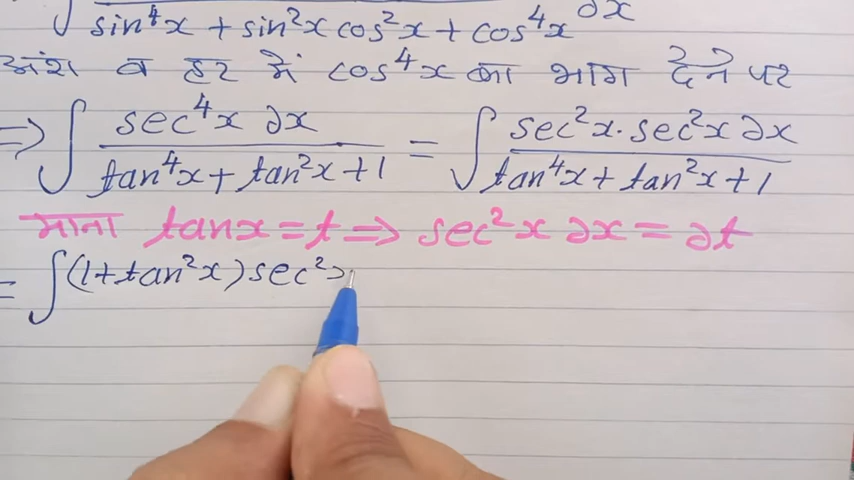 ∫ sin⁴x + sin²x cos²x + cos⁴x ∂x
अंश व हर में cos⁴x का भाग देने पर
⇒ ∫ sec⁴x ∂x / tan⁴x + tan²x + 1 = ∫ sec²x · sec²x ∂x / tan⁴x + tan²x + 1
माना tanx = t ⇒ sec²x ∂x = ∂t
= ∫ (1 + tan²x) sec²x